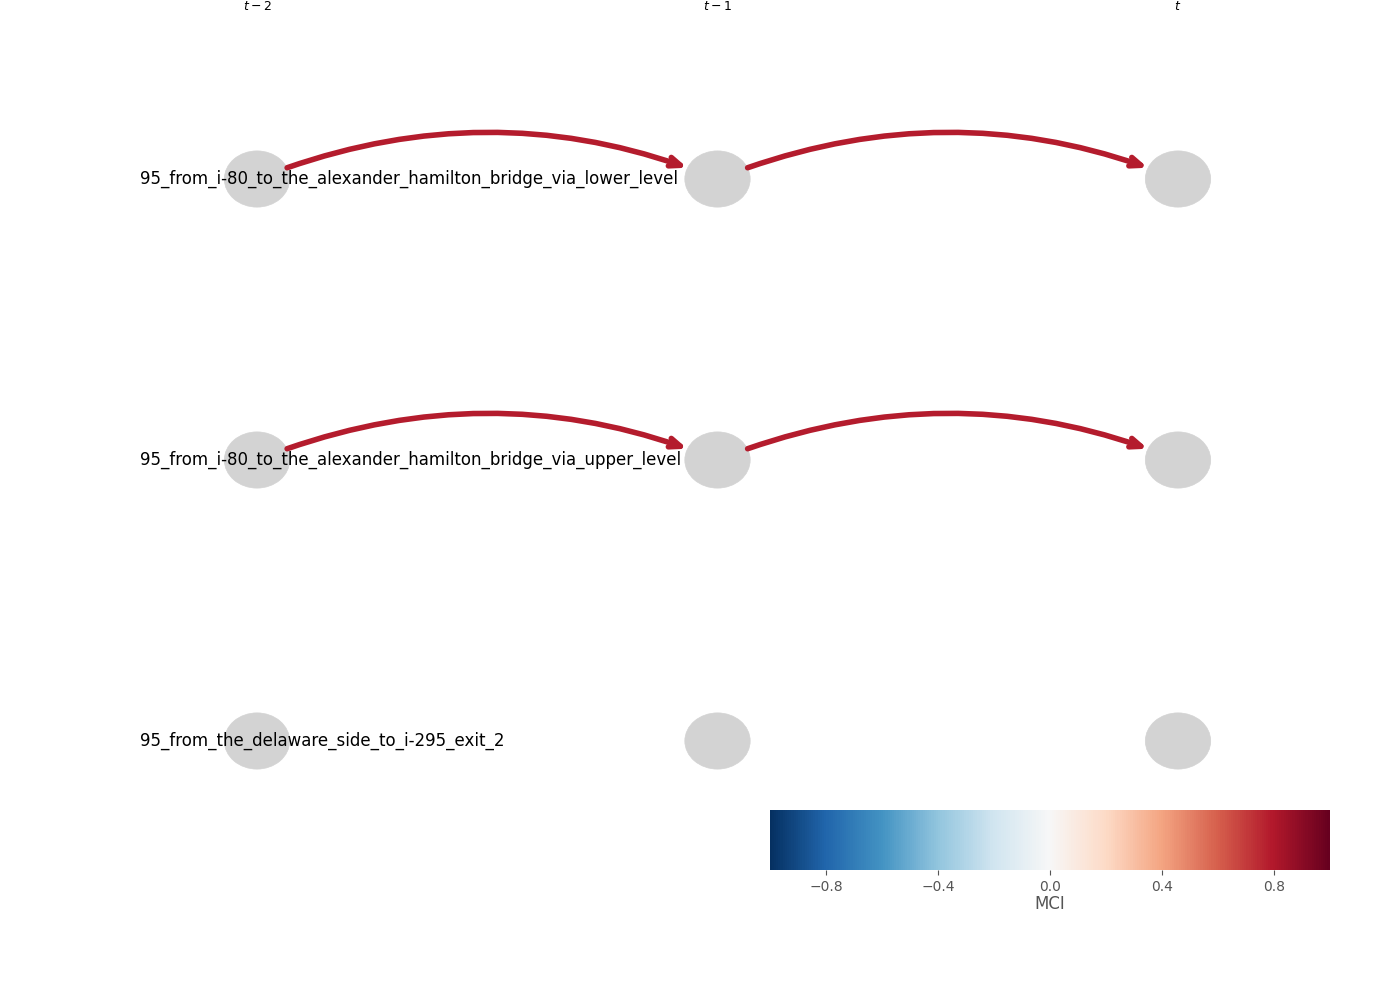 t − 2 t − 1 t
95_from_i-80_to_the_alexander_hamilton_bridge_via_lower_level
95_from_i-80_to_the_alexander_hamilton_bridge_via_upper_level
95_from_the_delaware_side_to_i-295_exit_2
−0.8 −0.4 0.0 0.4 0.8
MCI